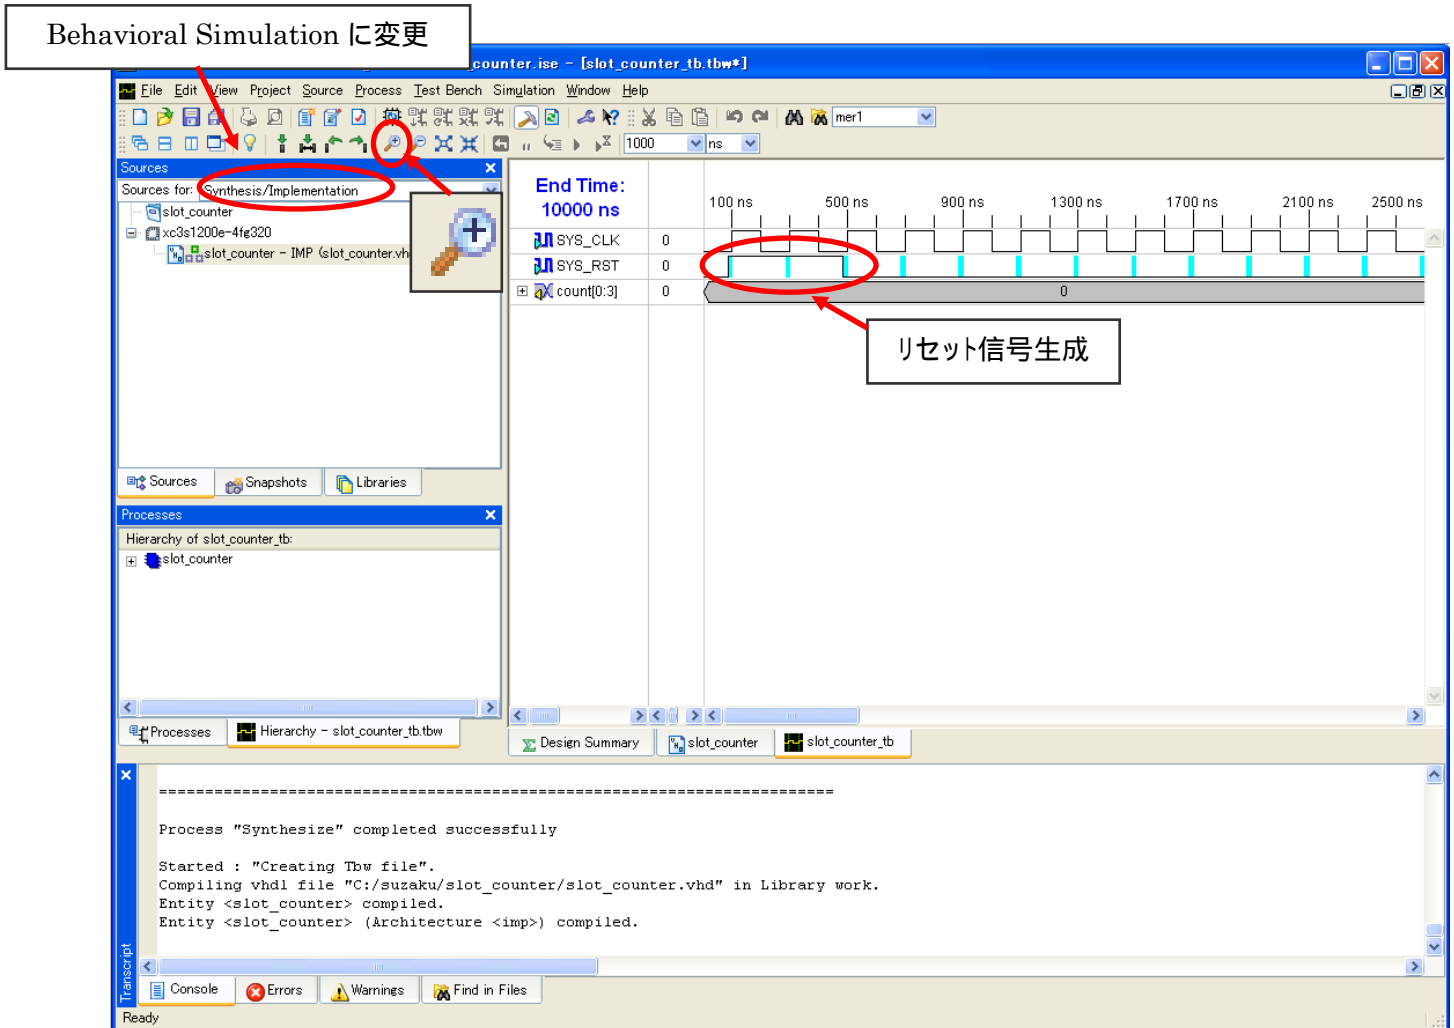 Behavioral Simulation に変更
counter.ise - [slot_counter_tb.tbw*]
File Edit View Project Source Process Test Bench Simulation Window Help
mer1
1000 ns
Sources
Sources for: Synthesis/Implementation
slot_counter
xc3s1200e-4fg320
slot_counter - IMP (slot_counter.vh
Sources Snapshots Libraries
Processes
Hierarchy of slot_counter_tb:
slot_counter
Processes Hierarchy - slot_counter_tb.tbw
End Time:
10000 ns
100 ns 500 ns 900 ns 1300 ns 1700 ns 2100 ns 2500 ns
SYS_CLK 0
SYS_RST 0
count[0:3] 0 0
リセット信号生成
Design Summary slot_counter slot_counter_tb
Process "Synthesize" completed successfully
Started : "Creating Tbw file".
Compiling vhdl file "C:/suzaku/slot_counter/slot_counter.vhd" in Library work.
Entity <slot_counter> compiled.
Entity <slot_counter> (Architecture <imp>) compiled.
Transcript
Console Errors Warnings Find in Files
Ready